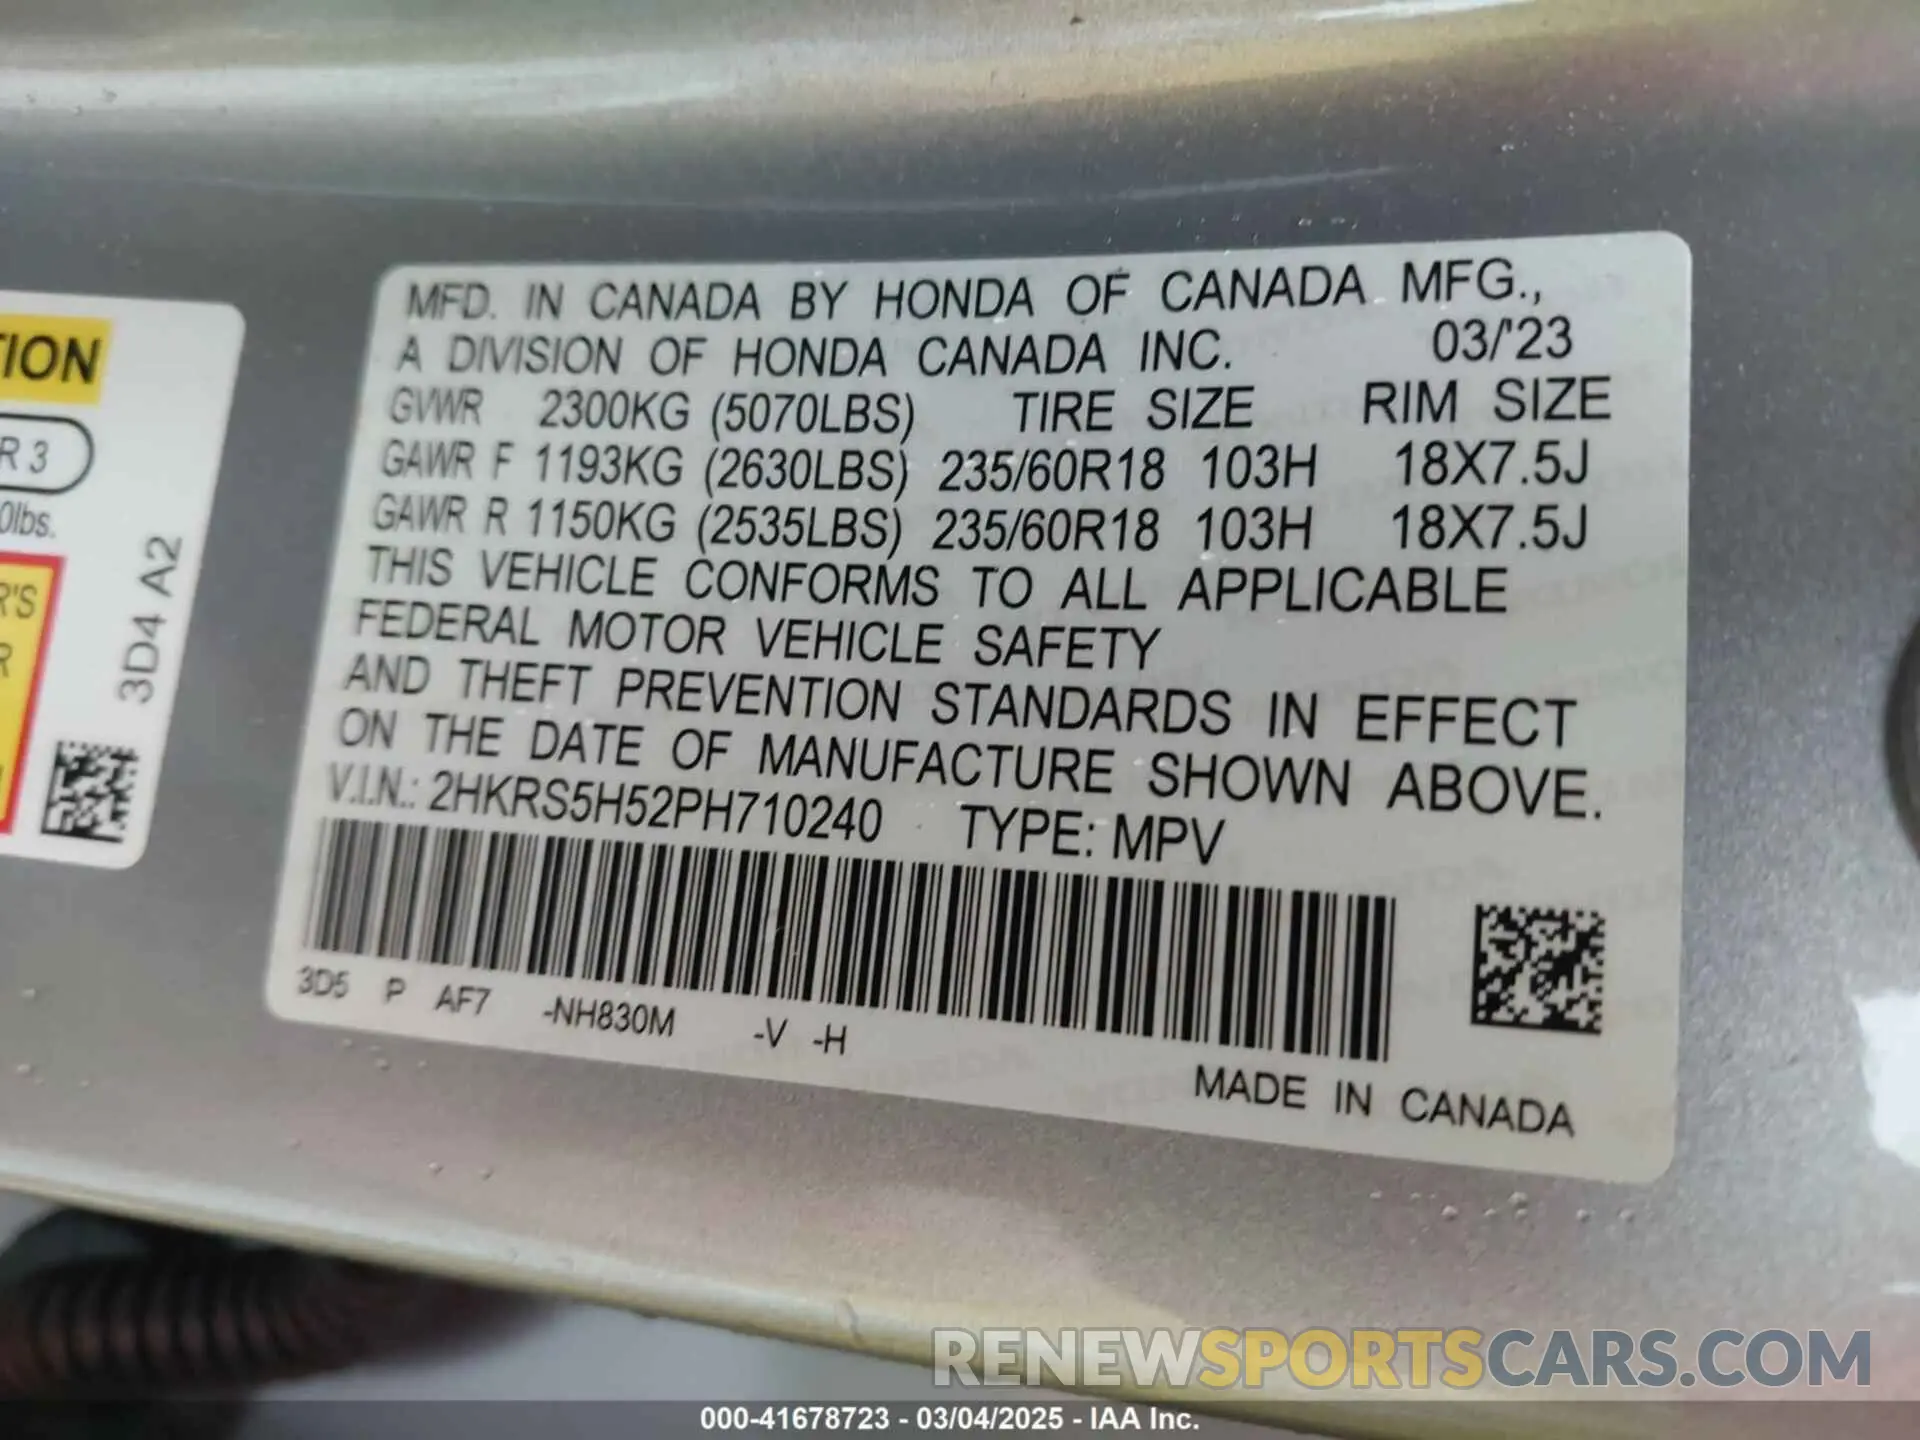 MFD. IN CANADA BY HONDA OF CANADA MFG.,
A DIVISION OF HONDA CANADA INC. 03/'23
GVWR 2300KG (5070LBS) TIRE SIZE RIM SIZE
GAWR F 1193KG (2630LBS) 235/60R18 103H 18X7.5J
GAWR R 1150KG (2535LBS) 235/60R18 103H 18X7.5J
THIS VEHICLE CONFORMS TO ALL APPLICABLE
FEDERAL MOTOR VEHICLE SAFETY
AND THEFT PREVENTION STANDARDS IN EFFECT
ON THE DATE OF MANUFACTURE SHOWN ABOVE.
V.I.N.: 2HKRS5H52PH710240 TYPE: MPV
3D5 P AF7 -NH830M -V -H
MADE IN CANADA
TION
R 3
0lbs.
R'S
R
3D4 A2
RENEWSPORTSCARS.COM
000-41678723 - 03/04/2025 - IAA Inc.